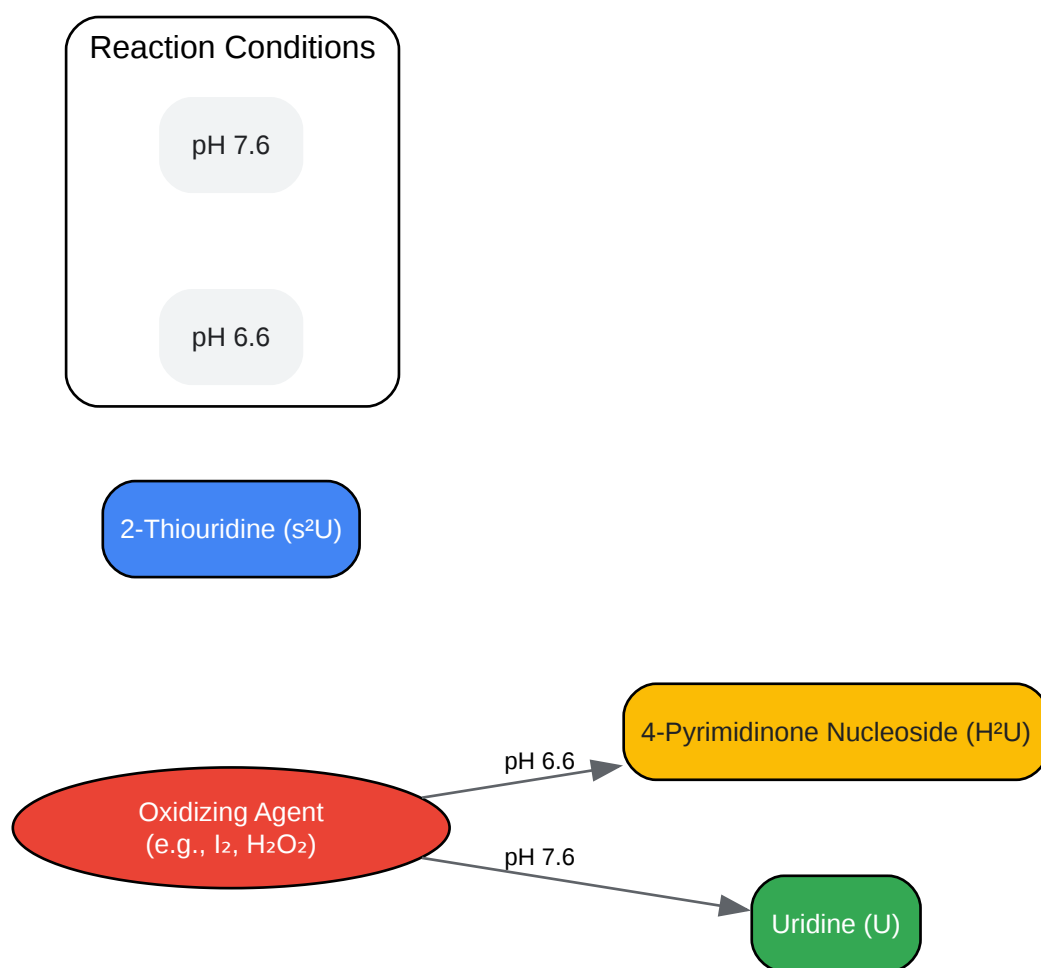 Reaction Conditions
pH 7.6
pH 6.6
2-Thiouridine (s²U)
4-Pyrimidinone Nucleoside (H²U)
pH 6.6
Oxidizing Agent
(e.g., I₂, H₂O₂)
pH 7.6
Uridine (U)